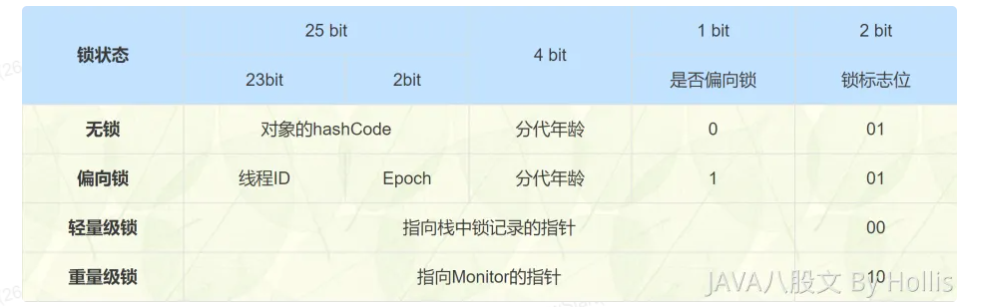 锁状态 25 bit 4 bit 1 bit 2 bit
23bit 2bit 是否偏向锁 锁标志位
无锁 对象的hashCode 分代年龄 0 01
偏向锁 线程ID Epoch 分代年龄 1 01
轻量级锁 指向栈中锁记录的指针 00
重量级锁 指向Monitor的指针 10
JAVA八股文 By Hollis